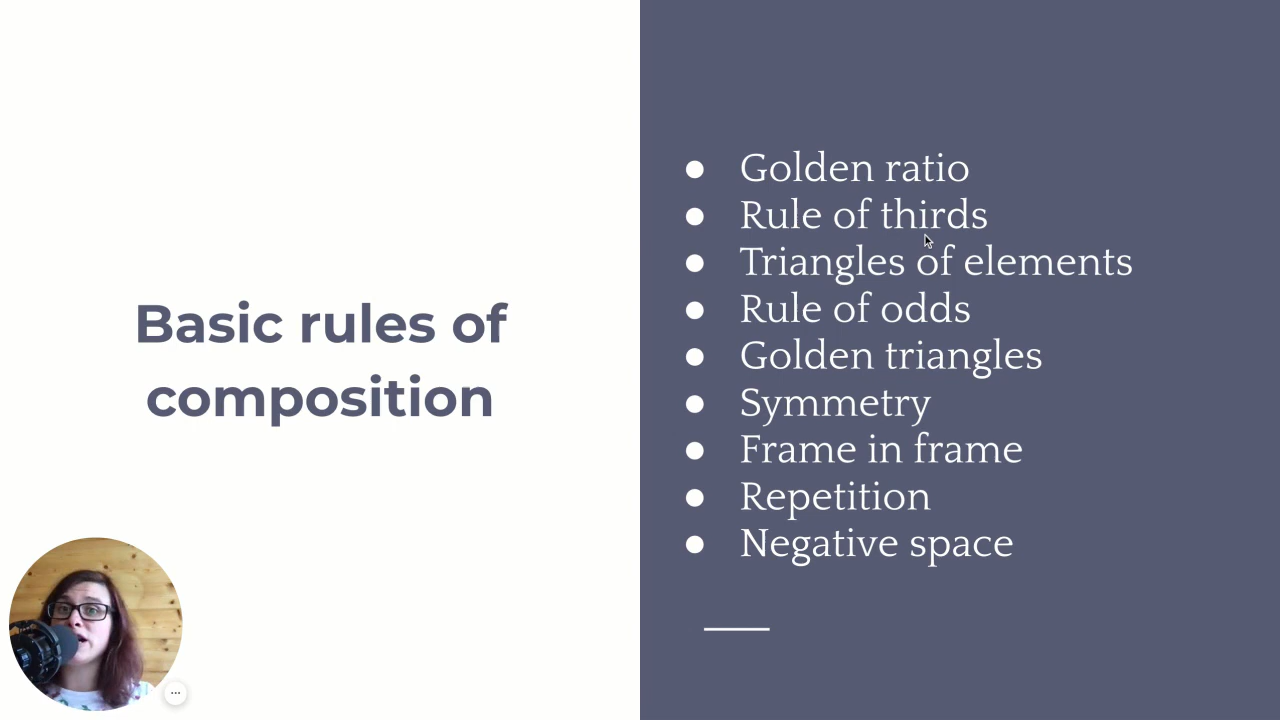 Basic rules of
composition
● Golden ratio
● Rule of thirds
● Triangles of elements
● Rule of odds
● Golden triangles
● Symmetry
● Frame in frame
● Repetition
● Negative space